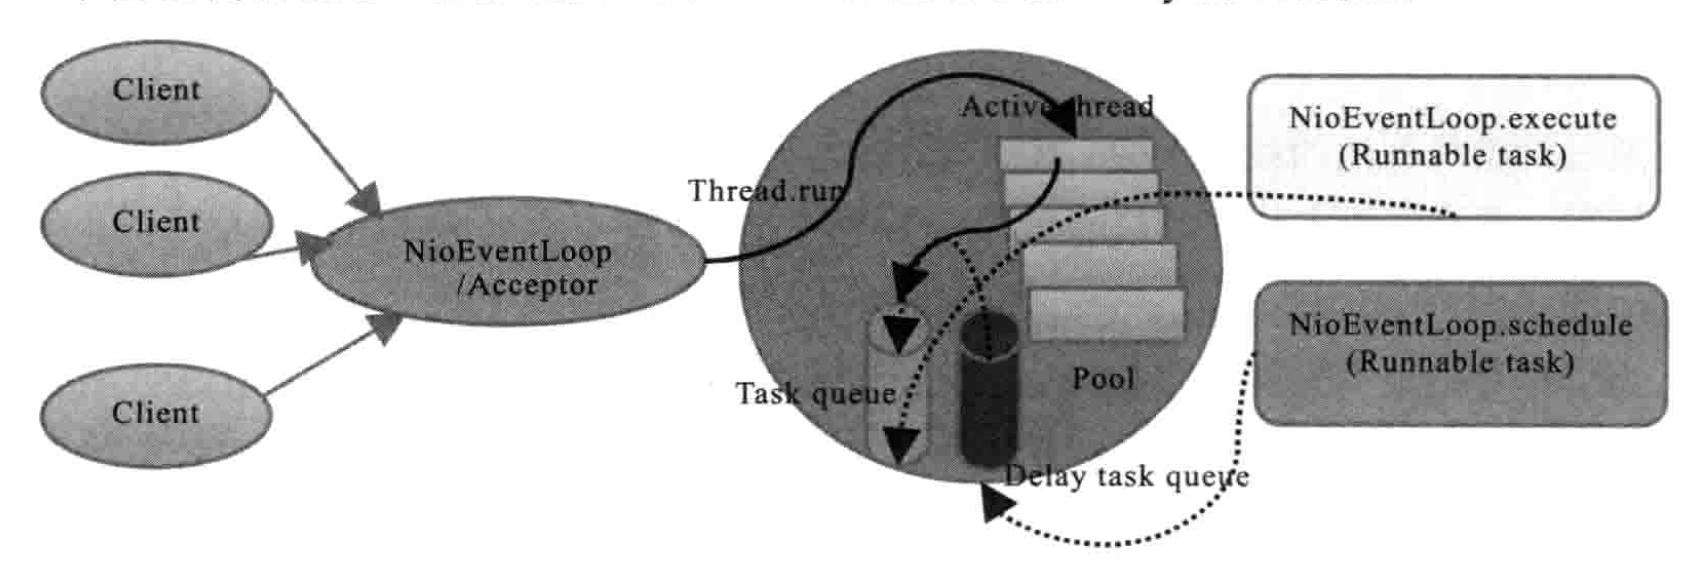 Client
Client
Client
NioEventLoop
/Acceptor
Thread.run
Active thread
Task queue
Pool
Delay task queue
NioEventLoop.execute
(Runnable task)
NioEventLoop.schedule
(Runnable task)